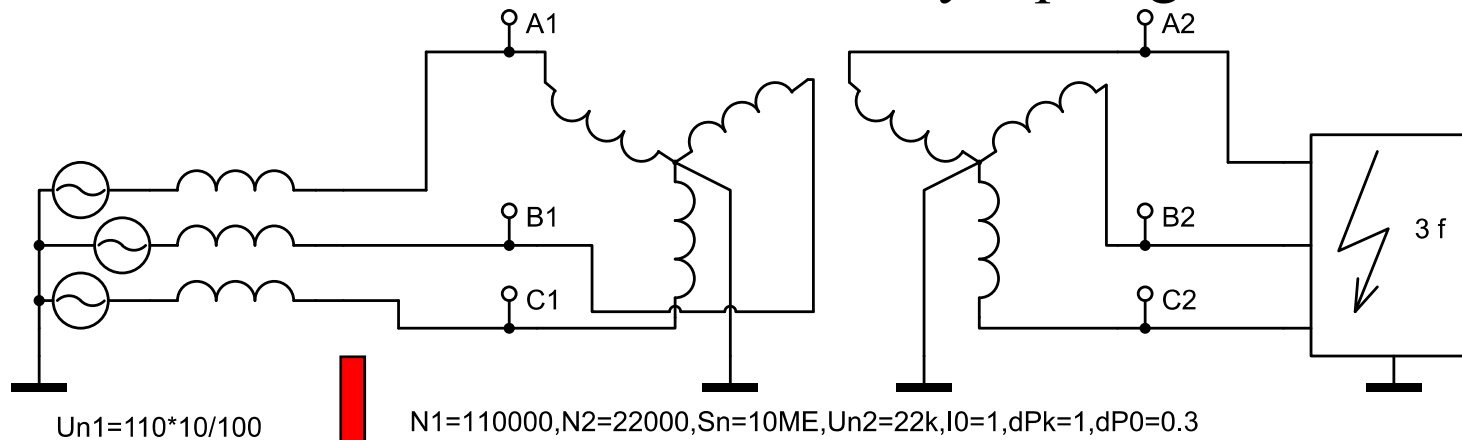 A1
A2
B1
B2
3 f
C1
C2
Un1=110*10/100
N1=110000,N2=22000,Sn=10ME,Un2=22k,I0=1,dPk=1,dP0=0.3